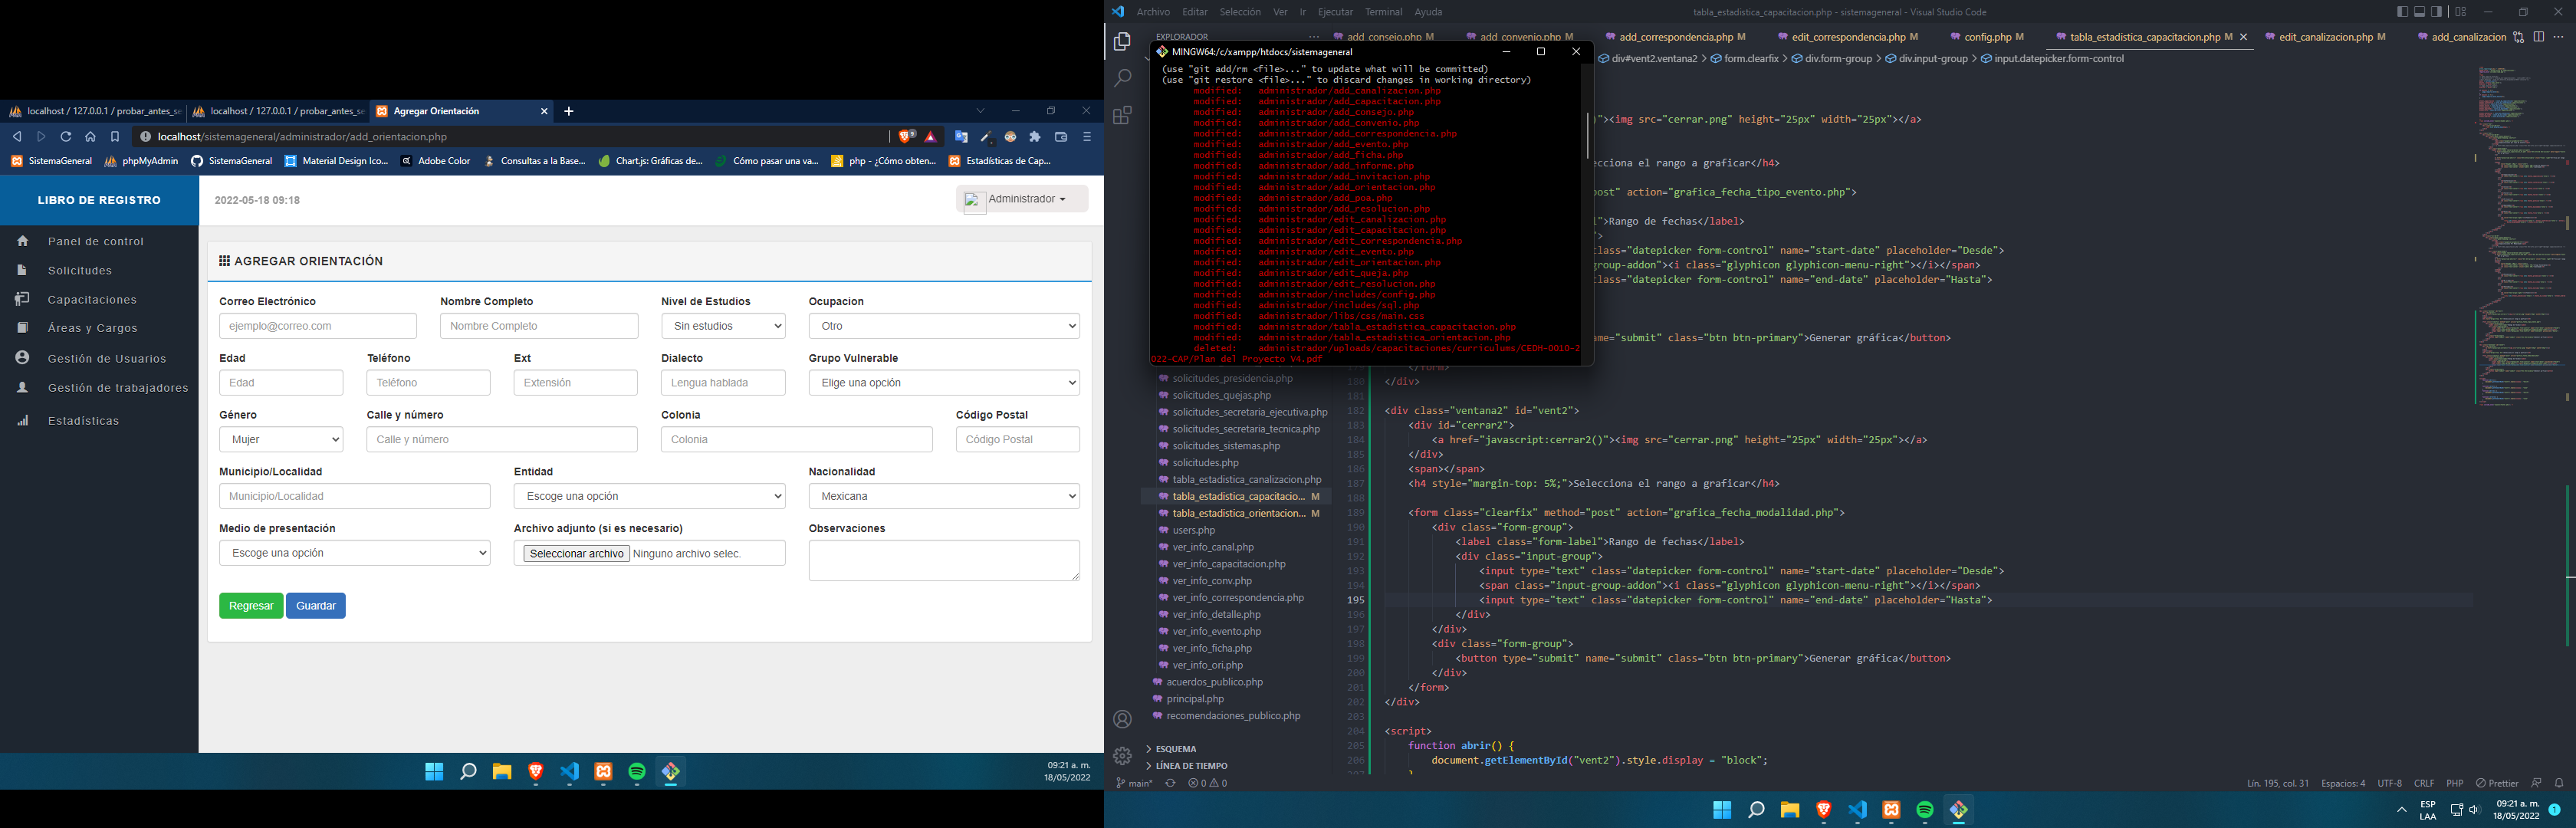 localhost / 127.0.0.1 / probar_antes_se
localhost / 127.0.0.1 / probar_antes_se
Agregar Orientación
localhost/sistemageneral/administrador/add_orientacion.php
SistemaGeneral
phpMyAdmin
SistemaGeneral
Material Design Ico...
Adobe Color
Consultas a la Base...
Chart.js: Gráficas de...
Cómo pasar una va...
php - ¿Cómo obten...
Estadísticas de Cap...
LIBRO DE REGISTRO
2022-05-18 09:18
Administrador
Panel de control
Solicitudes
Capacitaciones
Áreas y Cargos
Gestión de Usuarios
Gestión de trabajadores
Estadísticas
AGREGAR ORIENTACIÓN
Correo Electrónico
Nombre Completo
Nivel de Estudios
Ocupacion
ejemplo@correo.com
Nombre Completo
Sin estudios
Otro
Edad
Teléfono
Ext
Dialecto
Grupo Vulnerable
Edad
Teléfono
Extensión
Lengua hablada
Elige una opción
Género
Calle y número
Colonia
Código Postal
Mujer
Calle y número
Colonia
Código Postal
Municipio/Localidad
Entidad
Nacionalidad
Municipio/Localidad
Escoge una opción
Mexicana
Medio de presentación
Archivo adjunto (si es necesario)
Observaciones
Escoge una opción
Seleccionar archivo Ninguno archivo selec.
Regresar
Guardar
09:21 a. m.
18/05/2022
Archivo Editar Selección Ver Ir Ejecutar Terminal Ayuda
tabla_estadistica_capacitacion.php - sistemageneral - Visual Studio Code
EXPLORADOR
add_consejo.php M
add_convenio.php M
add_correspondencia.php M
edit_correspondencia.php M
config.php M
tabla_estadistica_capacitacion.php M
edit_canalizacion.php M
add_canalizacion
div#vent2.ventana2 > form.clearfix > div.form-group > div.input-group > input.datepicker.form-control
MINGW64:/c/xampp/htdocs/sistemageneral
(use "git add/rm <file>..." to update what will be committed)
(use "git restore <file>..." to discard changes in working directory)
modified: administrador/add_canalizacion.php
modified: administrador/add_capacitacion.php
modified: administrador/add_consejo.php
modified: administrador/add_convenio.php
modified: administrador/add_correspondencia.php
modified: administrador/add_evento.php
modified: administrador/add_ficha.php
modified: administrador/add_informe.php
modified: administrador/add_invitacion.php
modified: administrador/add_orientacion.php
modified: administrador/add_poa.php
modified: administrador/add_resolucion.php
modified: administrador/edit_canalizacion.php
modified: administrador/edit_capacitacion.php
modified: administrador/edit_correspondencia.php
modified: administrador/edit_evento.php
modified: administrador/edit_orientacion.php
modified: administrador/edit_queja.php
modified: administrador/edit_resolucion.php
modified: administrador/includes/config.php
modified: administrador/includes/sql.php
modified: administrador/libs/css/main.css
modified: administrador/tabla_estadistica_capacitacion.php
modified: administrador/tabla_estadistica_orientacion.php
deleted: administrador/uploads/capacitaciones/curriculums/CEDH-0010-2
022-CAP/Plan del Proyecto V4.pdf
"><img src="cerrar.png" height="25px" width="25px"></a>
ecciona el rango a graficar</h4>
post" action="grafica_fecha_tipo_evento.php">
l">Rango de fechas</label>
">
class="datepicker form-control" name="start-date" placeholder="Desde">
group-addon"><i class="glyphicon glyphicon-menu-right"></i></span>
class="datepicker form-control" name="end-date" placeholder="Hasta">
name="submit" class="btn btn-primary">Generar gráfica</button>
</form>
180 </div>
181
182 <div class="ventana2" id="vent2">
183 <div id="cerrar2">
184 <a href="javascript:cerrar2()"><img src="cerrar.png" height="25px" width="25px"></a>
185 </div>
186 <span></span>
187 <h4 style="margin-top: 5%;">Selecciona el rango a graficar</h4>
188
189 <form class="clearfix" method="post" action="grafica_fecha_modalidad.php">
190 <div class="form-group">
191 <label class="form-label">Rango de fechas</label>
192 <div class="input-group">
193 <input type="text" class="datepicker form-control" name="start-date" placeholder="Desde">
194 <span class="input-group-addon"><i class="glyphicon glyphicon-menu-right"></i></span>
195 <input type="text" class="datepicker form-control" name="end-date" placeholder="Hasta">
196 </div>
197 </div>
198 <div class="form-group">
199 <button type="submit" name="submit" class="btn btn-primary">Generar gráfica</button>
200 </div>
201 </form>
202 </div>
203
204 <script>
205 function abrir() {
206 document.getElementById("vent2").style.display = "block";
solicitudes_presidencia.php
solicitudes_quejas.php
solicitudes_secretaria_ejecutiva.php
solicitudes_secretaria_tecnica.php
solicitudes_sistemas.php
solicitudes.php
tabla_estadistica_canalizacion.php
tabla_estadistica_capacitacio... M
tabla_estadistica_orientacion... M
users.php
ver_info_canal.php
ver_info_capacitacion.php
ver_info_conv.php
ver_info_correspondencia.php
ver_info_detalle.php
ver_info_evento.php
ver_info_ficha.php
ver_info_ori.php
acuerdos_publico.php
principal.php
recomendaciones_publico.php
ESQUEMA
LÍNEA DE TIEMPO
main*
0 0
Lín. 195, col. 31
Espacios: 4
UTF-8
CRLF
PHP
Prettier
ESP
LAA
09:21 a. m.
18/05/2022
1